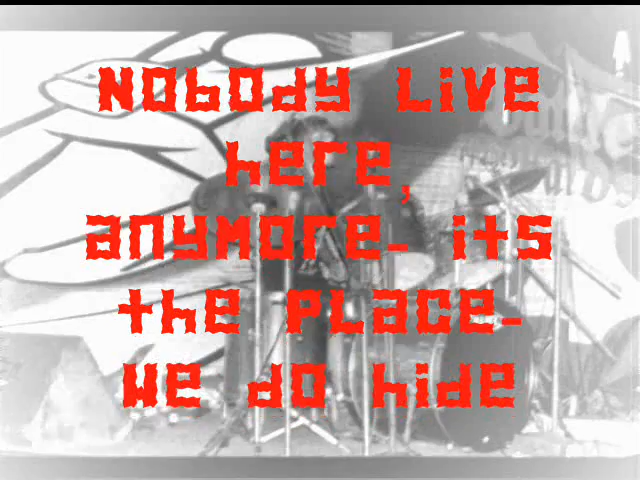 Nobody Live
here,
anymore- its
the Place-
We do hide